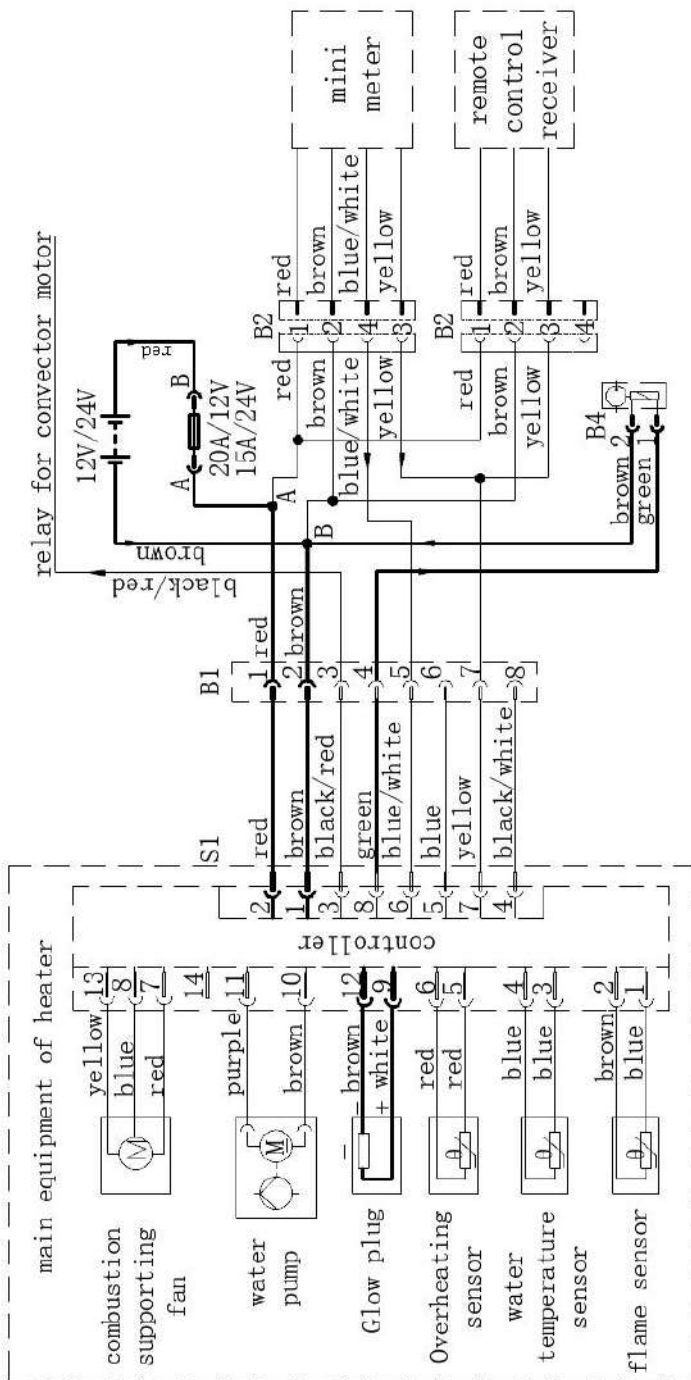 main equipment of heater
combustion
supporting
fan
yellow
13
blue
8
red
7
14
M
water
pump
purple
11
brown
10
M
Glow plug
brown
12
+ white
9
Overheating
sensor
red
6
red
5
θ
water
temperature
sensor
blue
4
blue
3
θ
flame sensor
brown
2
blue
1
θ
controller
S1
2
1
3
8
6
5
7
4
red
brown
black/red
green
blue/white
blue
yellow
black/white
B1
1
2
3
4
5
6
7
8
red
brown
black/red
brown
relay for convector motor
12V/24V
red
A
B
20A/12V
15A/24V
A
B
red
brown
blue/white
yellow
B2
1
2
4
3
red
brown
blue/white
yellow
mini
meter
red
brown
yellow
B2
1
2
3
4
red
brown
yellow
remote
control
receiver
brown
2
green
1
B4